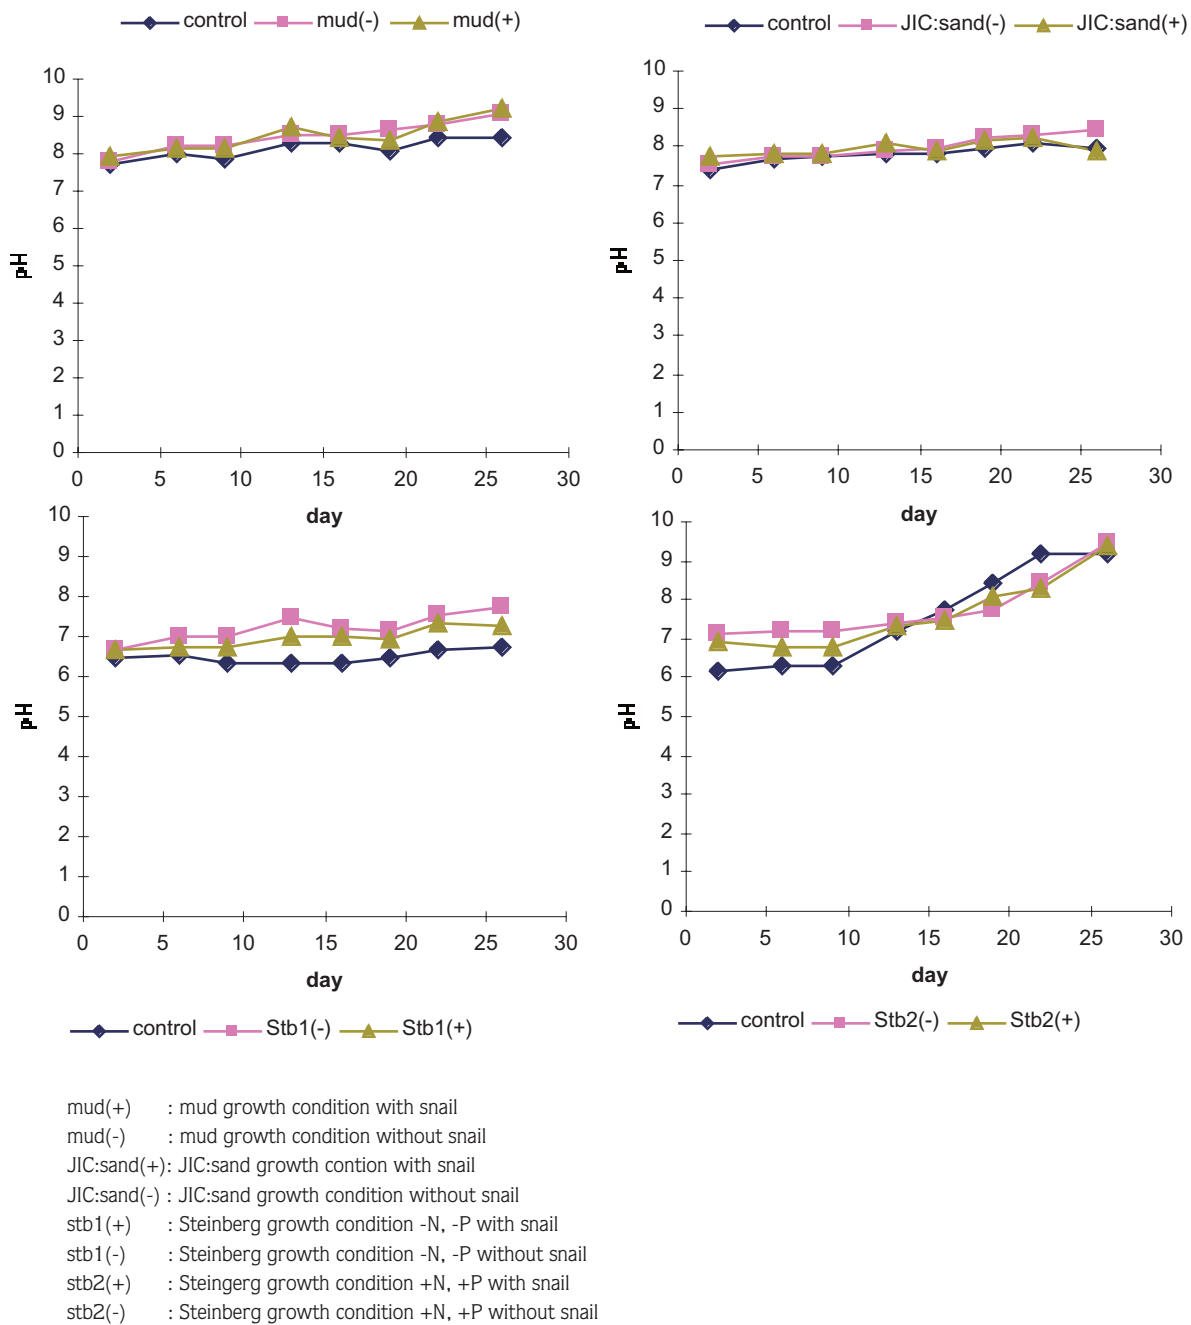 control mud(-) mud(+)
10
9
8
7
6
5
4
3
2
1
0
pH
0 5 10 15 20 25 30
day
control JIC:sand(-) JIC:sand(+)
10
9
8
7
6
5
4
3
2
1
0
pH
0 5 10 15 20 25 30
day
10
9
8
7
6
5
4
3
2
1
0
pH
0 5 10 15 20 25 30
day
control Stb1(-) Stb1(+)
10
9
8
7
6
5
4
3
2
1
0
pH
0 5 10 15 20 25 30
day
control Stb2(-) Stb2(+)
mud(+) : mud growth condition with snail
mud(-) : mud growth condition without snail
JIC:sand(+): JIC:sand growth contion with snail
JIC:sand(-) : JIC:sand growth condition without snail
stb1(+) : Steinberg growth condition -N, -P with snail
stb1(-) : Steinberg growth condition -N, -P without snail
stb2(+) : Steingerg growth condition +N, +P with snail
stb2(-) : Steinberg growth condition +N, +P without snail